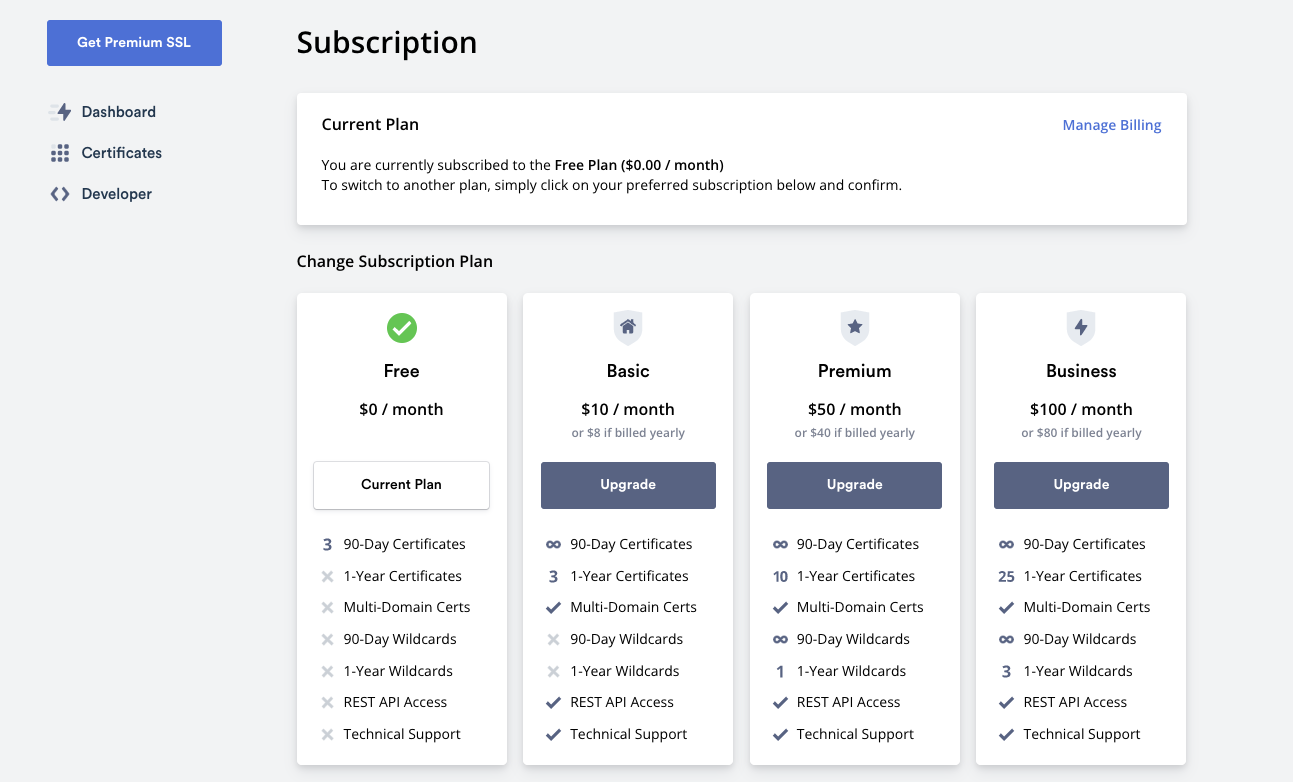 Get Premium SSL
Dashboard
Certificates
Developer
Subscription
Current Plan
Manage Billing
You are currently subscribed to the Free Plan ($0.00 / month)
To switch to another plan, simply click on your preferred subscription below and confirm.
Change Subscription Plan
Free
$0 / month
Current Plan
3 90-Day Certificates
1-Year Certificates
Multi-Domain Certs
90-Day Wildcards
1-Year Wildcards
REST API Access
Technical Support
Basic
$10 / month
or $8 if billed yearly
Upgrade
∞ 90-Day Certificates
3 1-Year Certificates
Multi-Domain Certs
90-Day Wildcards
1-Year Wildcards
REST API Access
Technical Support
Premium
$50 / month
or $40 if billed yearly
Upgrade
∞ 90-Day Certificates
10 1-Year Certificates
Multi-Domain Certs
∞ 90-Day Wildcards
1 1-Year Wildcards
REST API Access
Technical Support
Business
$100 / month
or $80 if billed yearly
Upgrade
∞ 90-Day Certificates
25 1-Year Certificates
Multi-Domain Certs
∞ 90-Day Wildcards
3 1-Year Wildcards
REST API Access
Technical Support